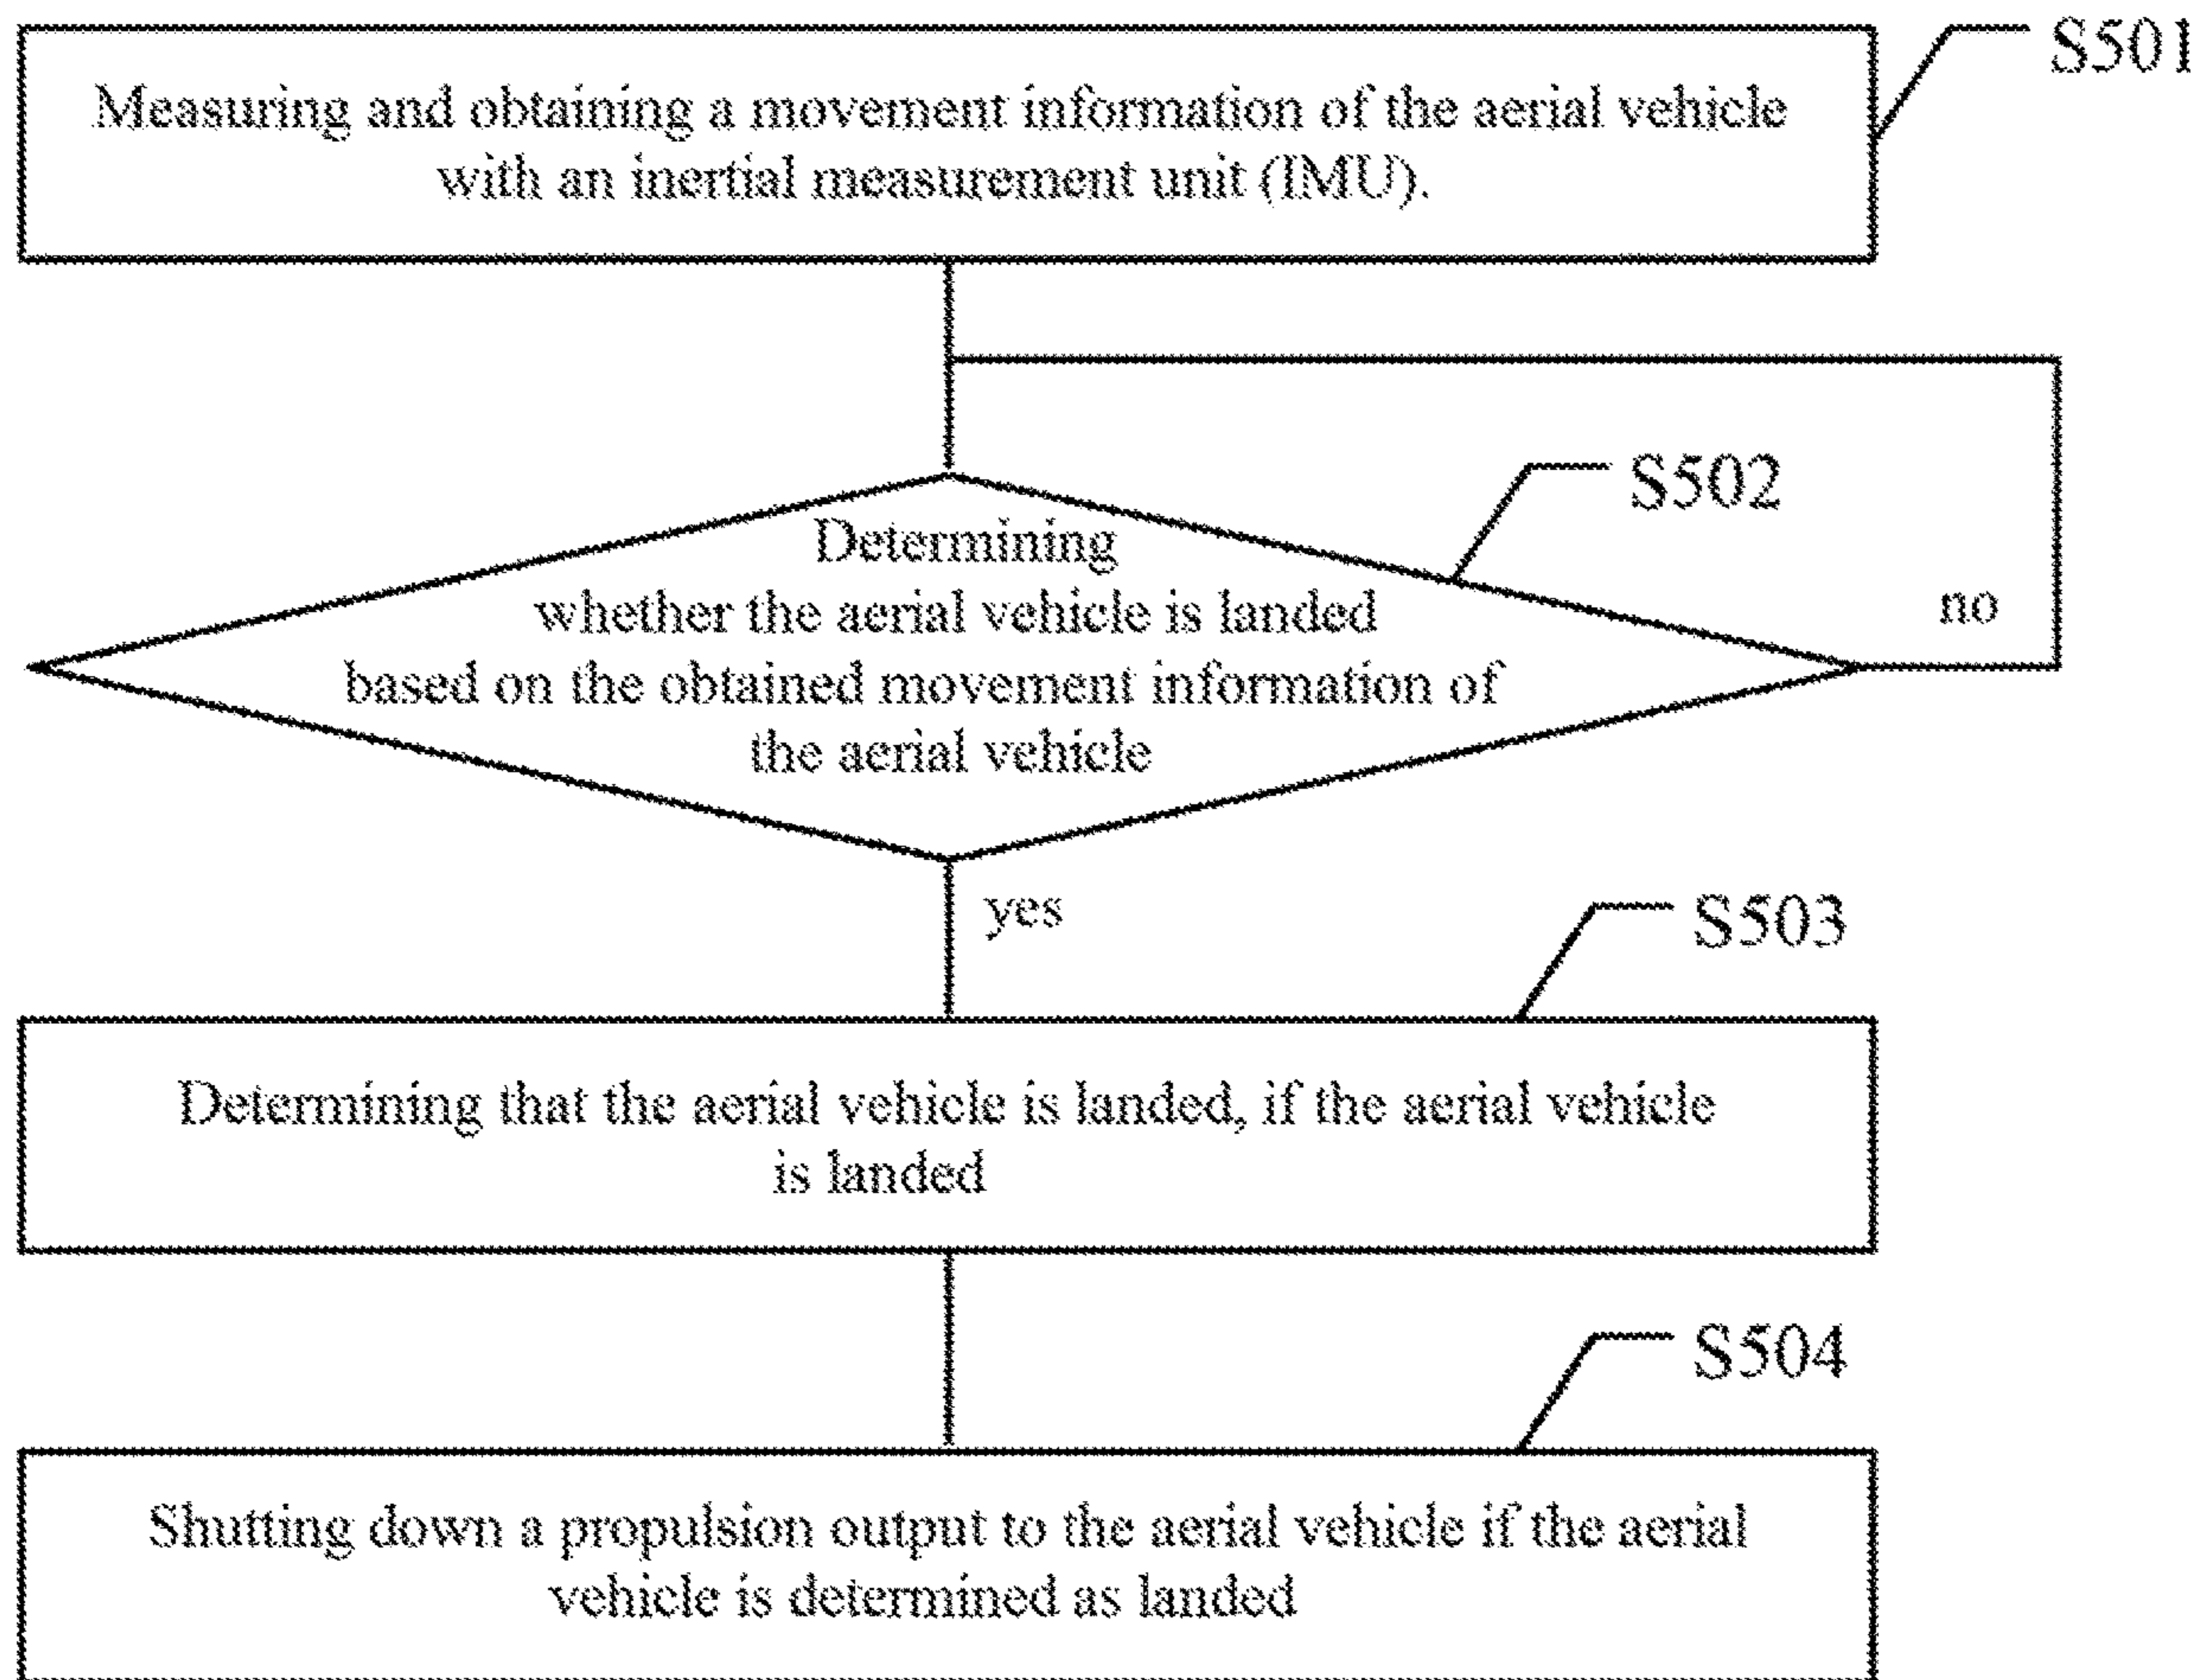 S501
Measuring and obtaining a movement information of the aerial vehicle
with an inertial measurement unit (IMU).
S502
Determining
whether the aerial vehicle is landed
based on the obtained movement information of
the aerial vehicle
no
yes
S503
Determining that the aerial vehicle is landed, if the aerial vehicle
is landed
S504
Shutting down a propulsion output to the aerial vehicle if the aerial
vehicle is determined as landed